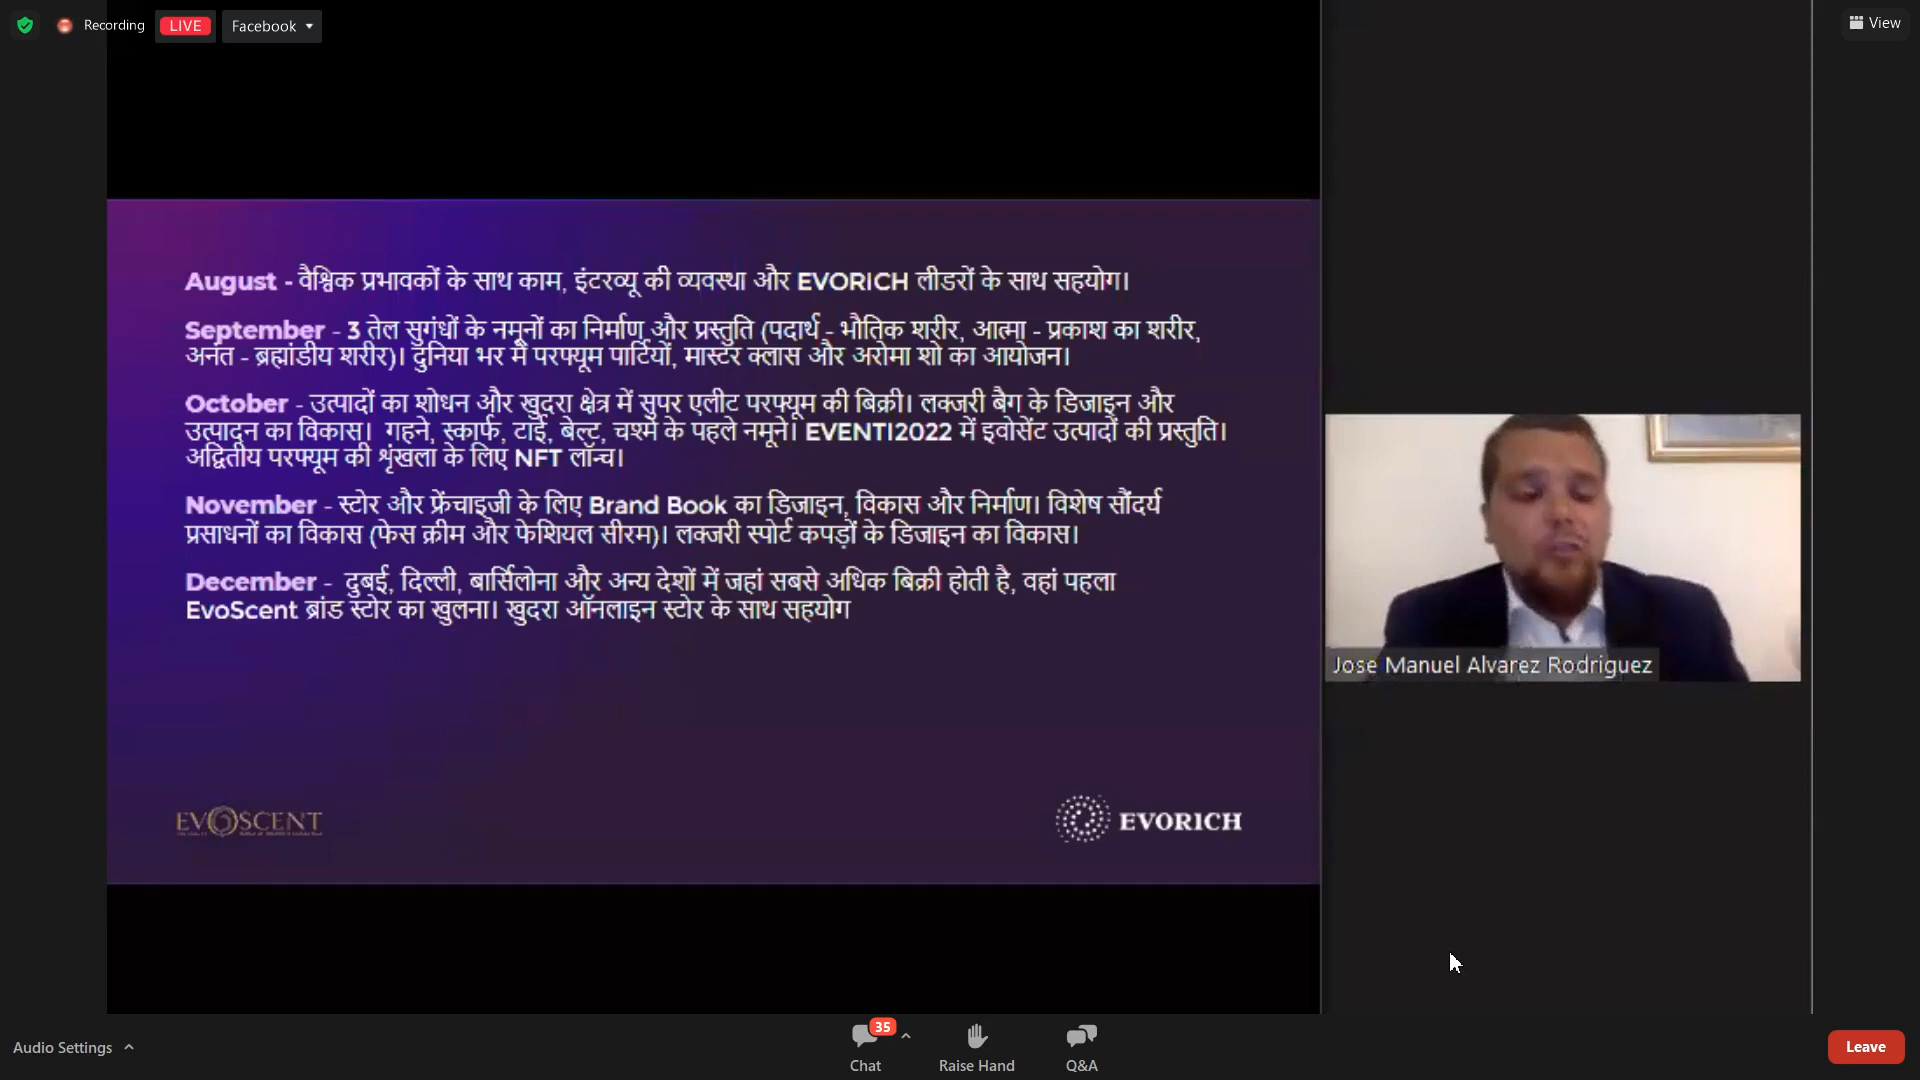 Recording
LIVE
Facebook
View
August - वैश्विक प्रभावकों के साथ काम, इंटरव्यू की व्यवस्था और EVORICH लीडरों के साथ सहयोग।
September - 3 तेल सुगंधों के नमूनों का निर्माण और प्रस्तुति (पदार्थ - भौतिक शरीर, आत्मा - प्रकाश का शरीर,
अनंत - ब्रह्मांडीय शरीर)। दुनिया भर में परफ्यूम पार्टियों, मास्टर क्लास और अरोमा शो का आयोजन।
October - उत्पादों का शोधन और खुदरा क्षेत्र में सुपर एलीट परफ्यूम की बिक्री। लक्जरी बैग के डिजाइन और
उत्पादन का विकास। गहने, स्कार्फ, टाई, बेल्ट, चश्मे के पहले नमूने। EVENTI2022 में इवोसेंट उत्पादों की प्रस्तुति।
अद्वितीय परफ्यूम की शृंखला के लिए NFT लॉन्च।
November - स्टोर और फ्रेंचाइजी के लिए Brand Book का डिजाइन, विकास और निर्माण। विशेष सौंदर्य
प्रसाधनों का विकास (फेस क्रीम और फेशियल सीरम)। लक्जरी स्पोर्ट कपड़ों के डिजाइन का विकास।
December - दुबई, दिल्ली, बार्सिलोना और अन्य देशों में जहां सबसे अधिक बिक्री होती है, वहां पहला
EvoScent ब्रांड स्टोर का खुलना। खुदरा ऑनलाइन स्टोर के साथ सहयोग
EVOSCENT
EVORICH
Jose Manuel Alvarez Rodriguez
Audio Settings
35
Chat
Raise Hand
Q&A
Leave